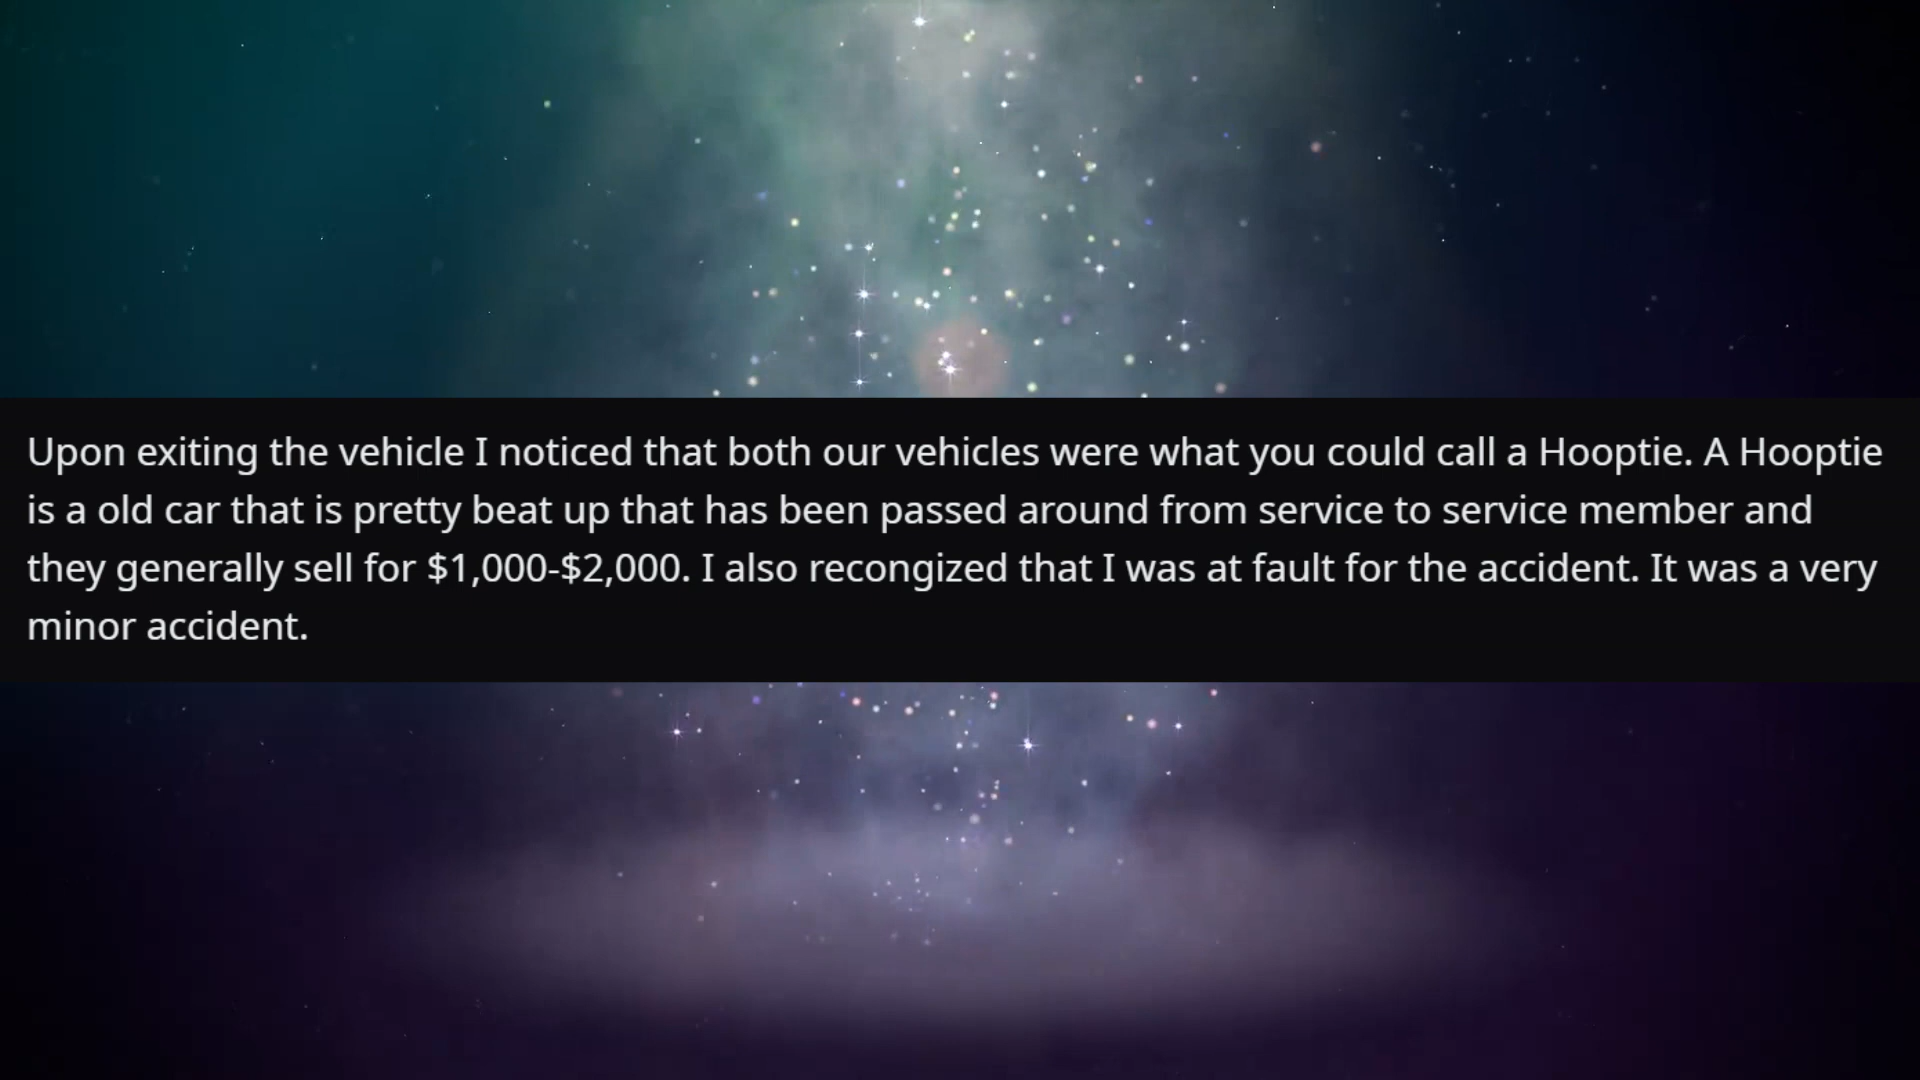 Upon exiting the vehicle I noticed that both our vehicles were what you could call a Hooptie. A Hooptie
is a old car that is pretty beat up that has been passed around from service to service member and
they generally sell for $1,000-$2,000. I also recongized that I was at fault for the accident. It was a very
minor accident.